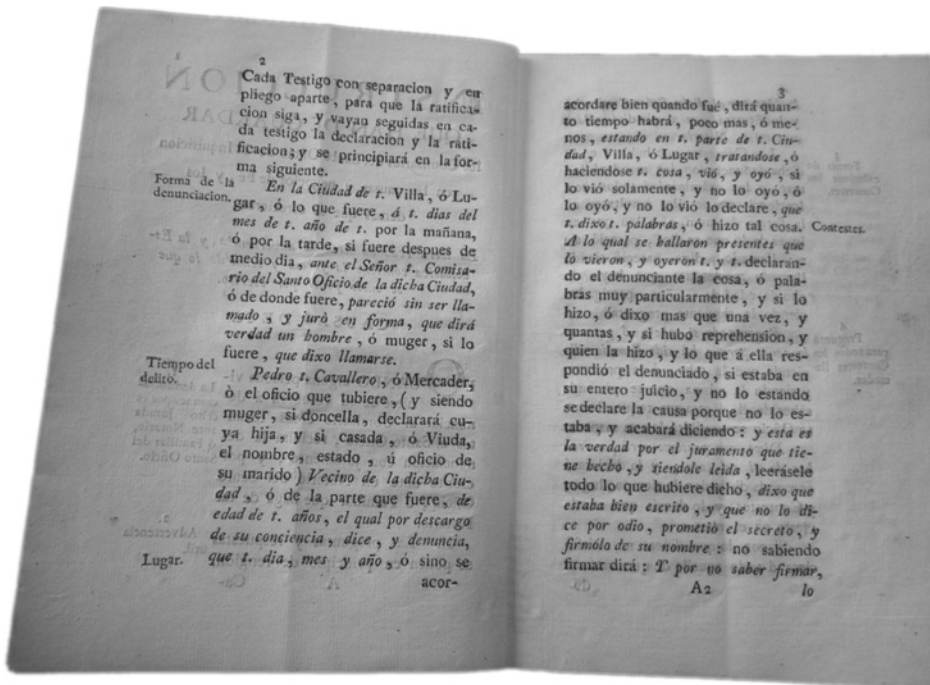 2
Cada Testigo con separacion y en
pliego aparte, para que la ratifica-
cion siga, y vayan seguidas en ca-
da testigo la declaracion y la rati-
ficacion; y se principiará en la for-
ma siguiente.
Forma de la
denunciacion.
En la Ciudad de t. Villa, ó Lu-
gar, ó lo que fuere, á t. dias del
mes de t. año de t. por la mañana,
ó por la tarde, si fuere despues de
medio dia, ante el Señor t. Comisa-
rio del Santo Oficio de la dicha Ciudad,
ó de donde fuere, pareció sin ser lla-
mado, y juró en forma, que dirá
verdad un hombre, ó muger, si lo
fuere, que dixo llamarse.
Tiempo del
delito.
Pedro t. Cavallero, ó Mercader,
ò el oficio que tubiere, (y siendo
muger, si doncella, declarará cu-
ya hija, y si casada, ó Viuda,
el nombre, estado, ú oficio de
su marido) Vecino de la dicha Ciu-
dad, ó de la parte que fuere, de
edad de t. años, el qual por descargo
de su conciencia, dice, y denuncia,
Lugar.
que t. dia, mes y año, ó sino se
acor-
3
acordare bien quando fué, dirá quan-
to tiempo habrá, poco mas, ó me-
nos, estando en t. parte de t. Ciu-
dad, Villa, ó Lugar, tratandose, ó
haciendose t. cosa, vió, y oyó, si
lo vió solamente, y no lo oyó, ó
lo oyó, y no lo vió lo declare, que
t. dixo t. palabras, ó hizo tal cosa.
Contestes.
A lo qual se hallaron presentes que
lo vieron, y oyeron t. y t. declaran-
do el denunciante la cosa, ó pala-
bras muy particularmente, y si lo
hizo, ó dixo mas que una vez, y
quantas, y si hubo reprehension, y
quien la hizo, y lo que á ella res-
pondió el denunciado, si estaba en
su entero juicio, y no lo estando
se declare la causa porque no lo es-
taba, y acabará diciendo: y esta es
la verdad por el juramento que tie-
ne hecho, y siendole leida, leerásele
todo lo que hubiere dicho, dixo que
estaba bien escrito, y que no lo di-
ce por odio, prometió el secreto, y
firmólo de su nombre: no sabiendo
firmar dirá: Y por no saber firmar,
A2
lo